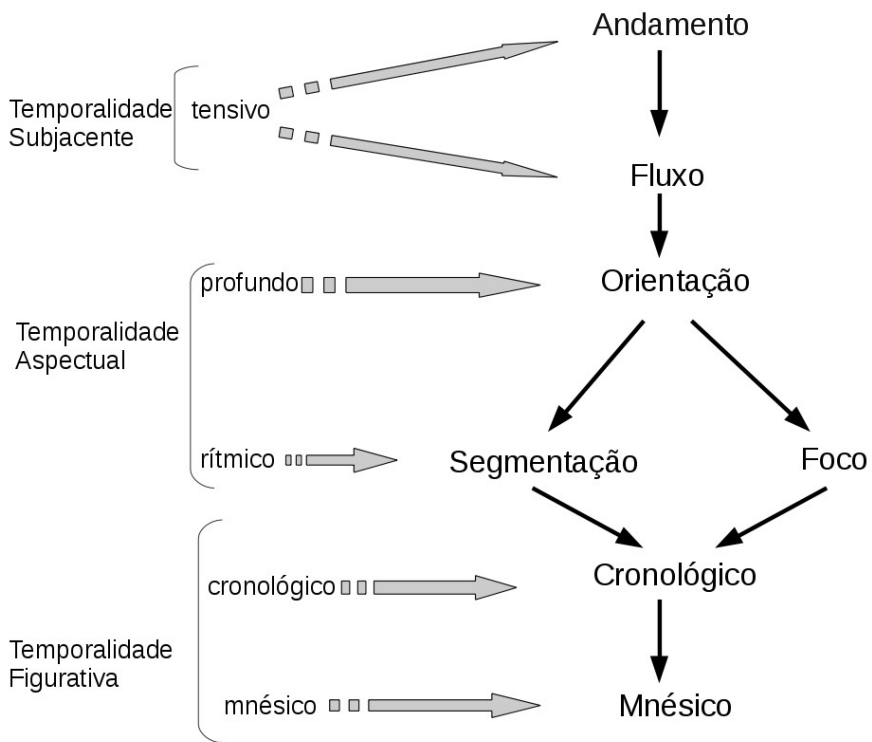 Andamento
Temporalidade
Subjacente
tensivo
Fluxo
profundo
Orientação
Temporalidade
Aspectual
rítmico
Segmentação
Foco
cronológico
Cronológico
Temporalidade
Figurativa
mnésico
Mnésico